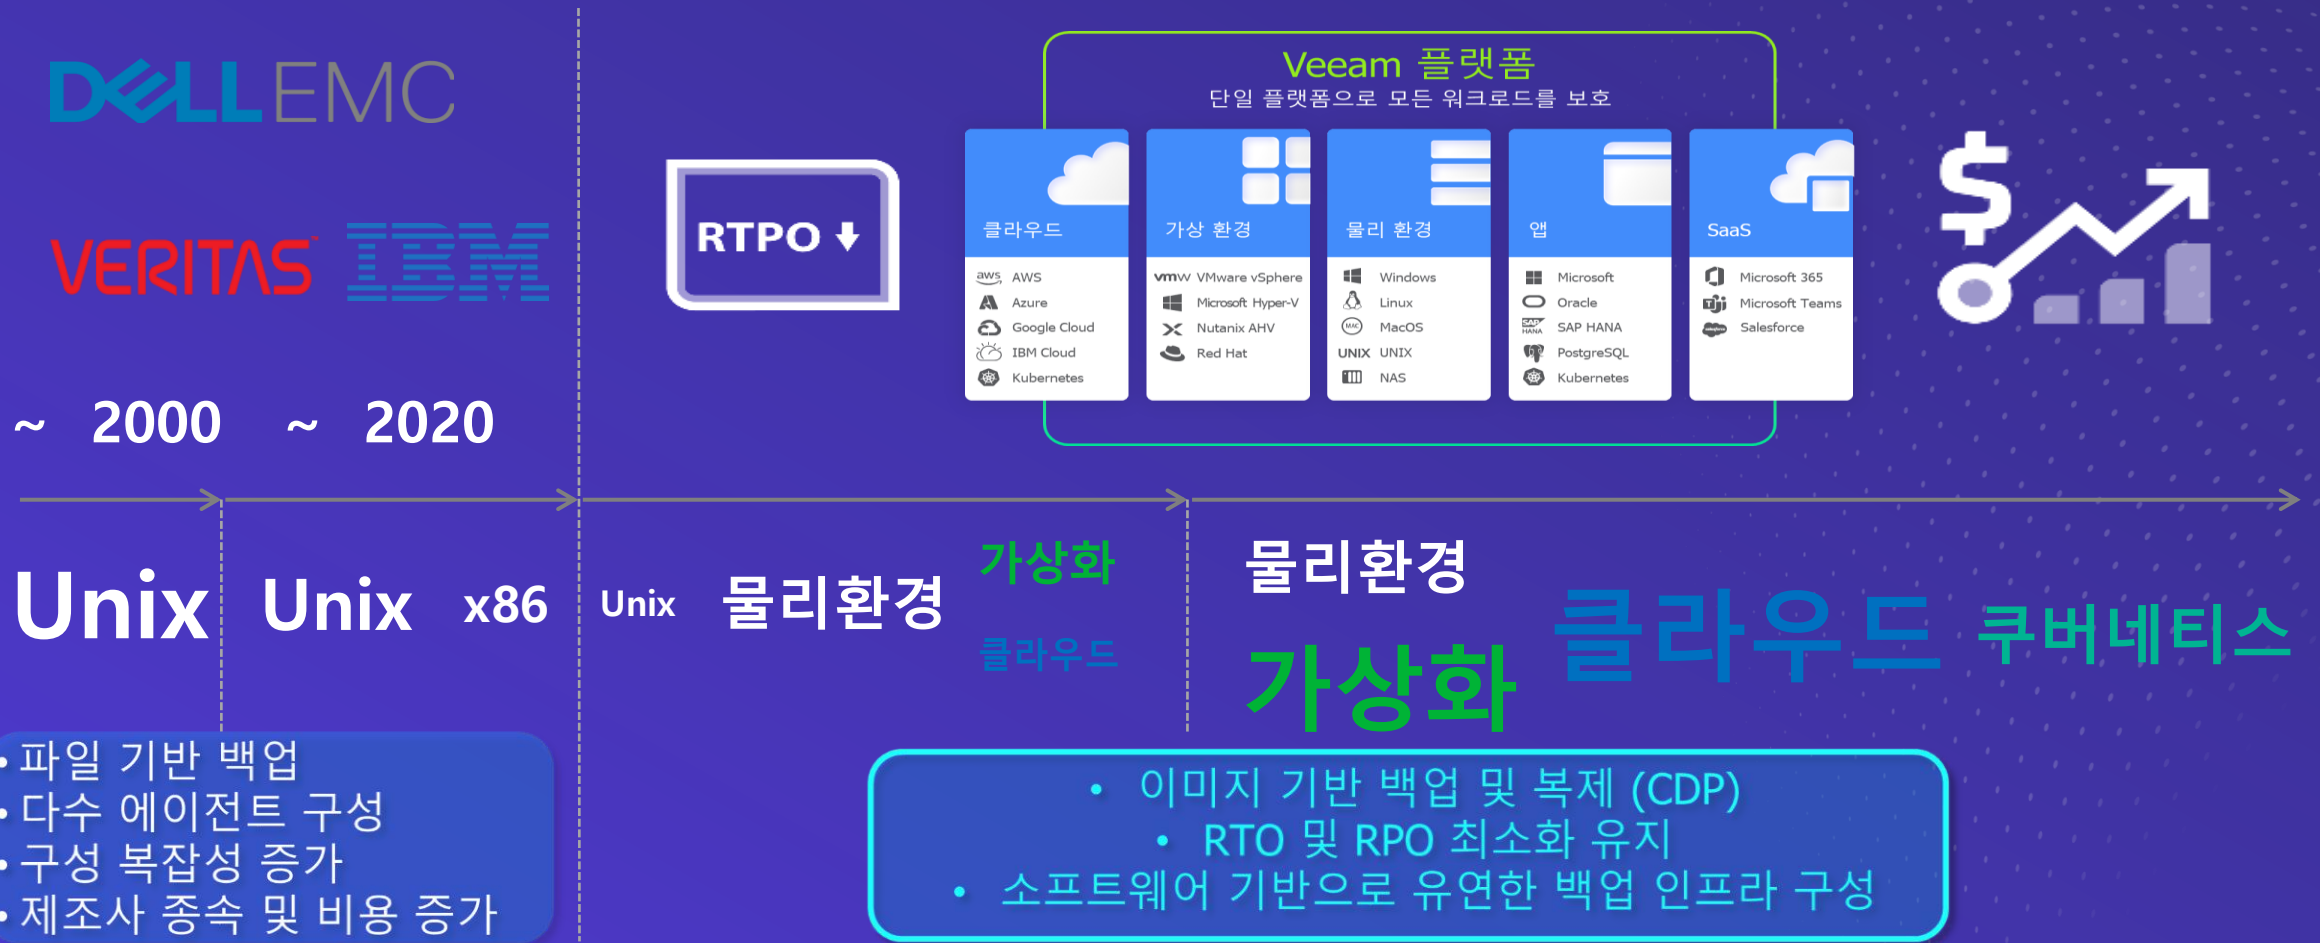 DELLEMC
VERITAS IBM
~ 2000 ~ 2020
RTPO
Veeam 플랫폼
단일 플랫폼으로 모든 워크로드를 보호
클라우드
aws AWS
Azure
Google Cloud
IBM Cloud
Kubernetes
가상 환경
vmw VMware vSphere
Microsoft Hyper-V
Nutanix AHV
Red Hat
물리 환경
Windows
Linux
MAC MacOS
UNIX UNIX
NAS
앱
Microsoft
Oracle
SAP HANA SAP HANA
PostgreSQL
Kubernetes
SaaS
Microsoft 365
Microsoft Teams
Salesforce
$
Unix
Unix x86
Unix 물리환경
가상화
클라우드
물리환경
가상화
클라우드 쿠버네티스
• 파일 기반 백업
• 다수 에이전트 구성
• 구성 복잡성 증가
• 제조사 종속 및 비용 증가
• 이미지 기반 백업 및 복제 (CDP)
• RTO 및 RPO 최소화 유지
• 소프트웨어 기반으로 유연한 백업 인프라 구성